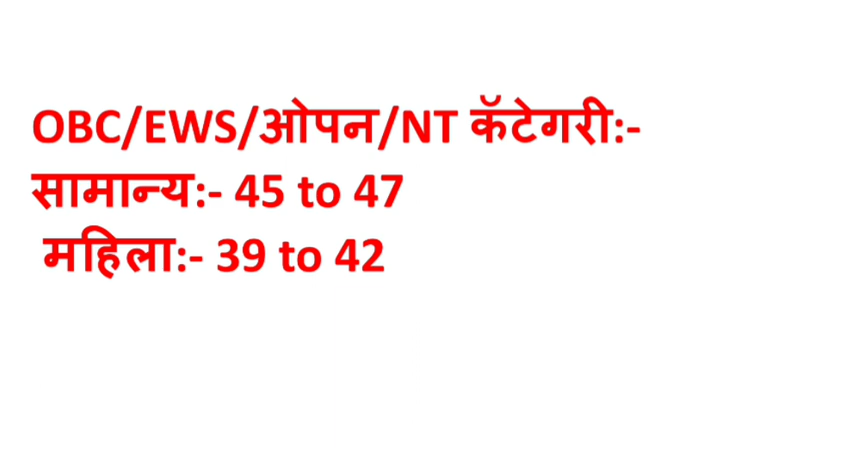 OBC/EWS/ओपन/NT कॅटेगरी:-
सामान्य:- 45 to 47
महिला:- 39 to 42